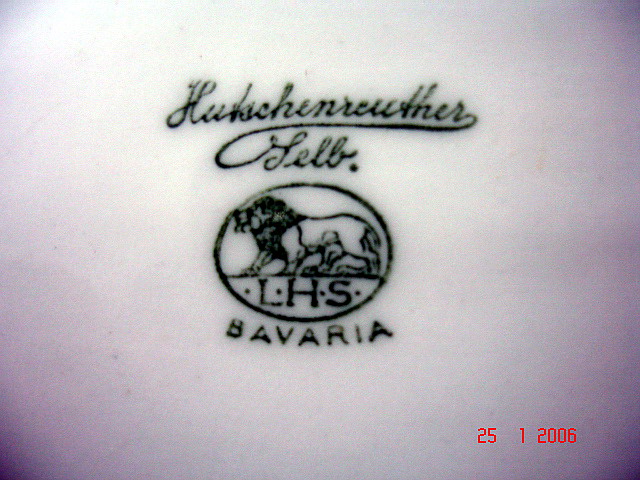 Hutschenreuther
Selb.
L·H·S·
BAVARIA
25 1 2006